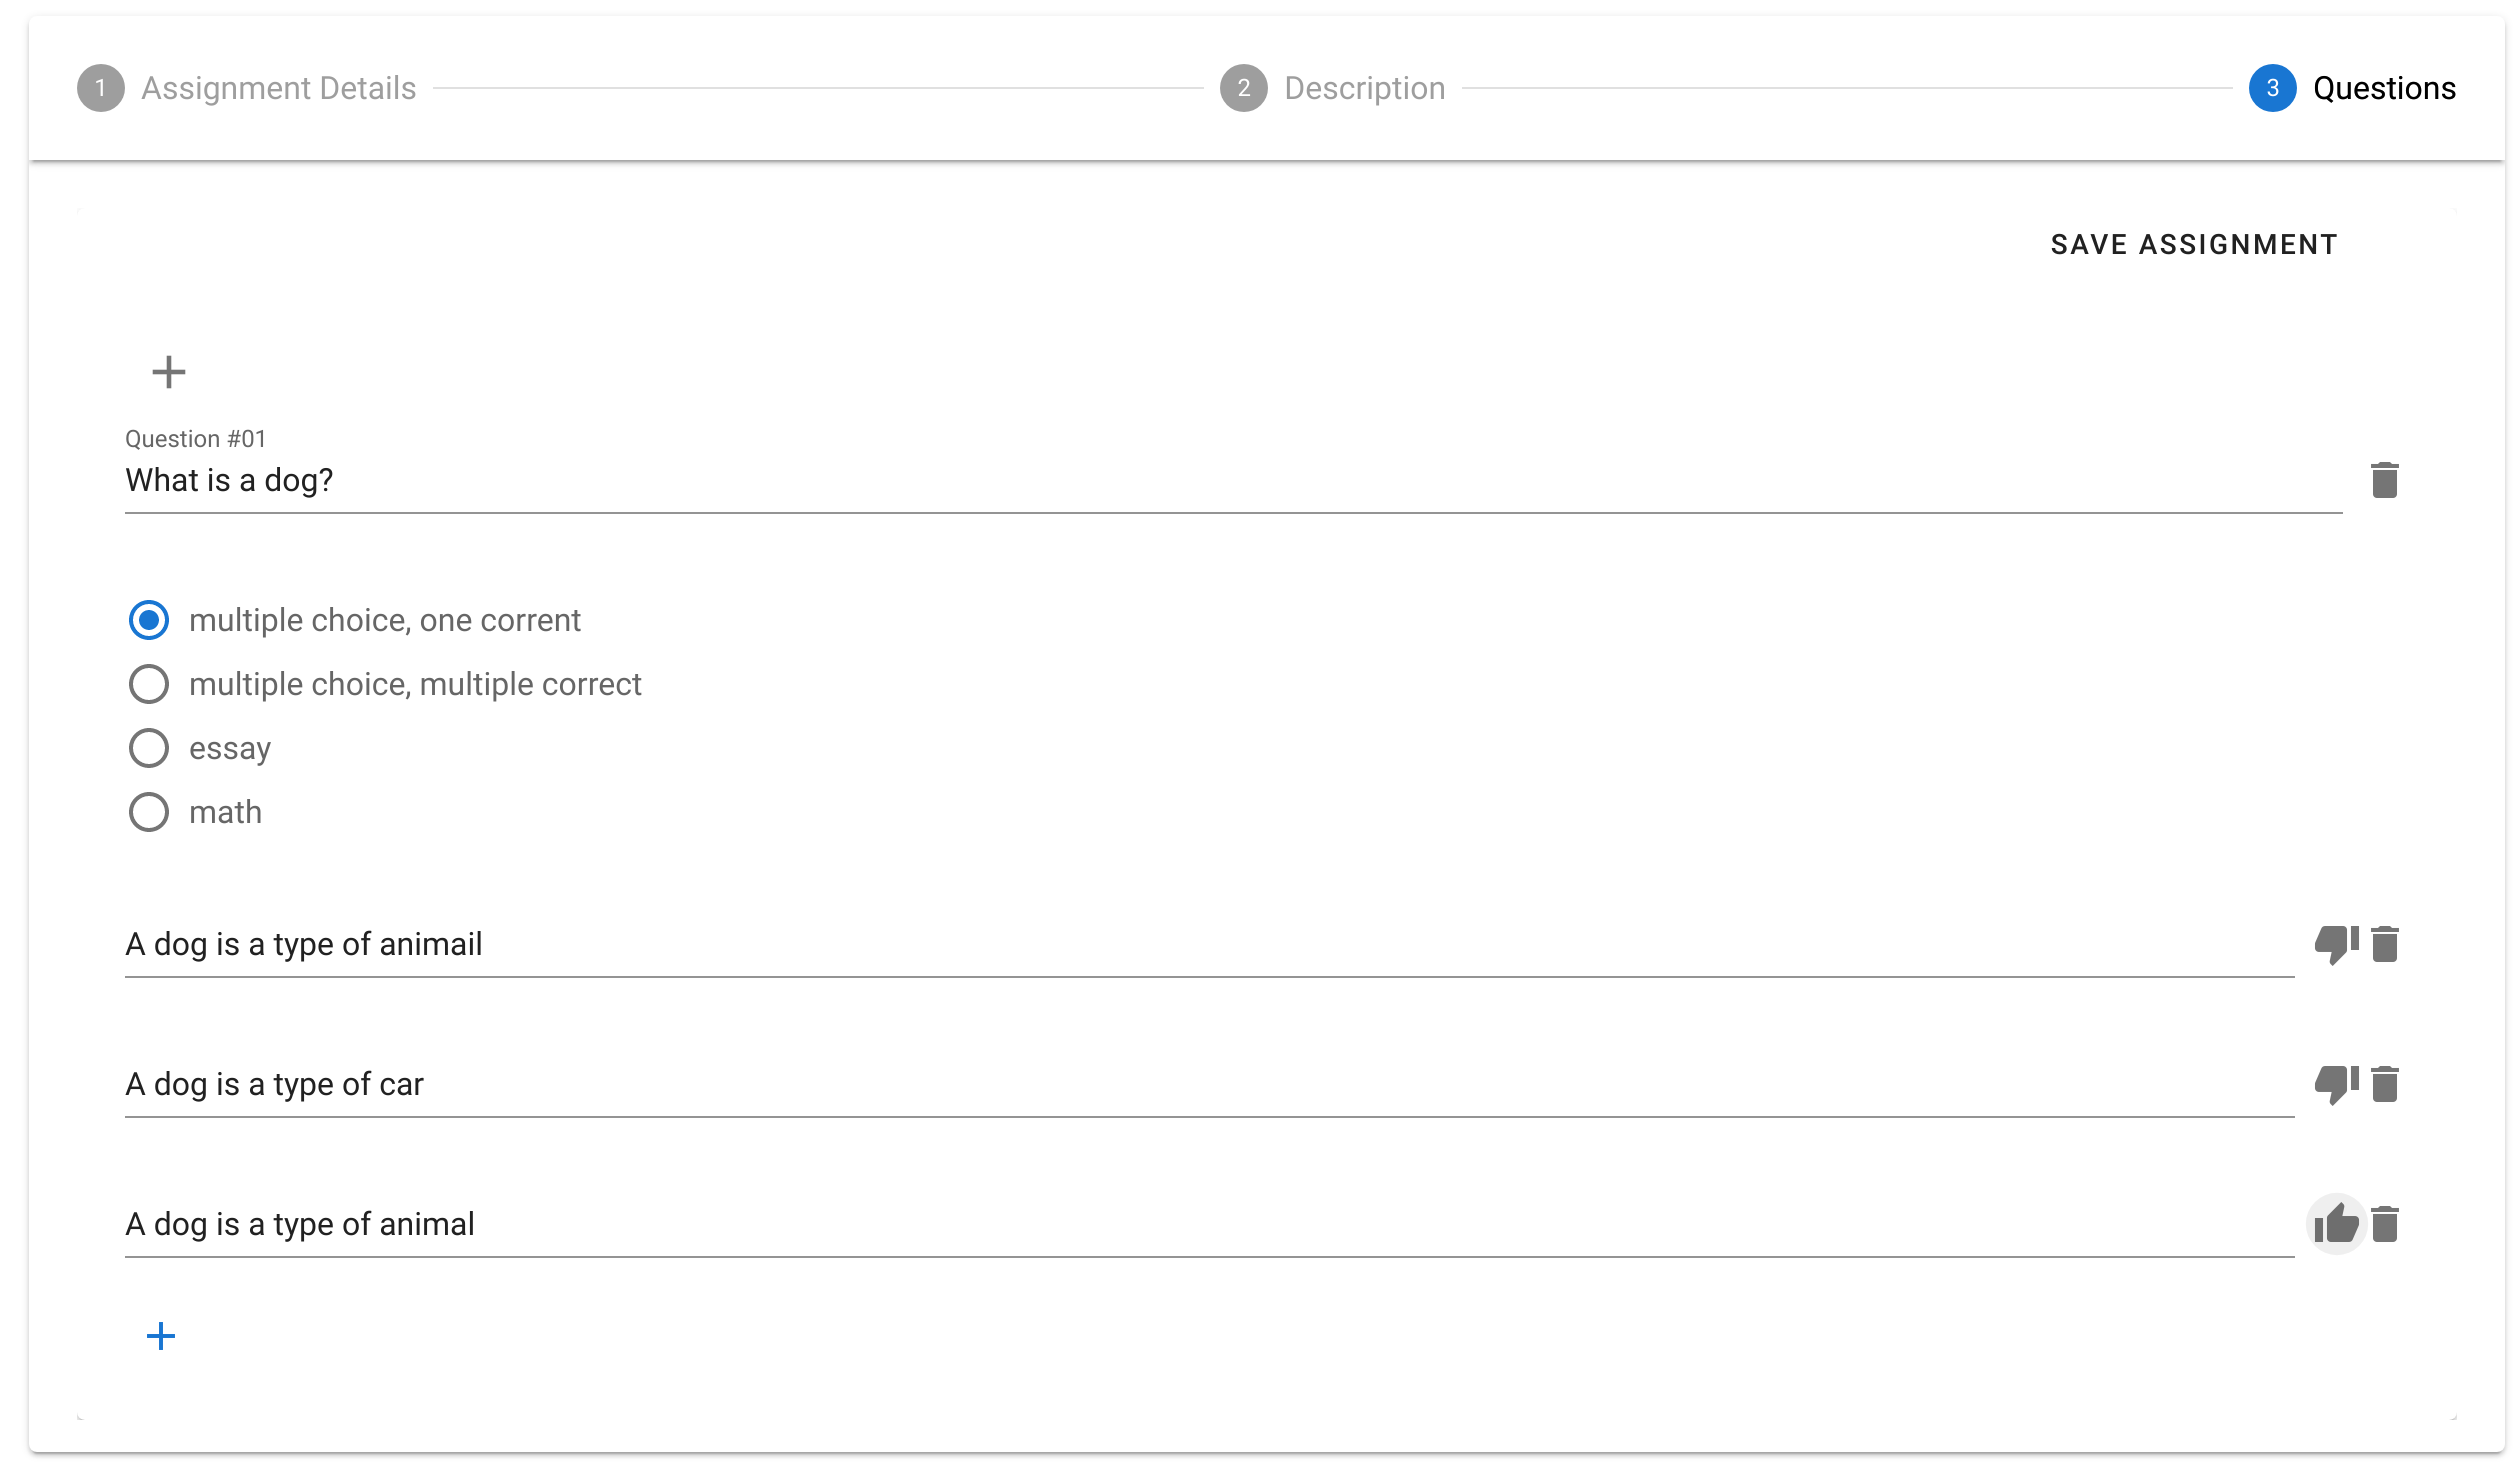 1 Assignment Details 2 Description 3 Questions
SAVE ASSIGNMENT
Question #01
What is a dog?
multiple choice, one corrent
multiple choice, multiple correct
essay
math
A dog is a type of animail
A dog is a type of car
A dog is a type of animal